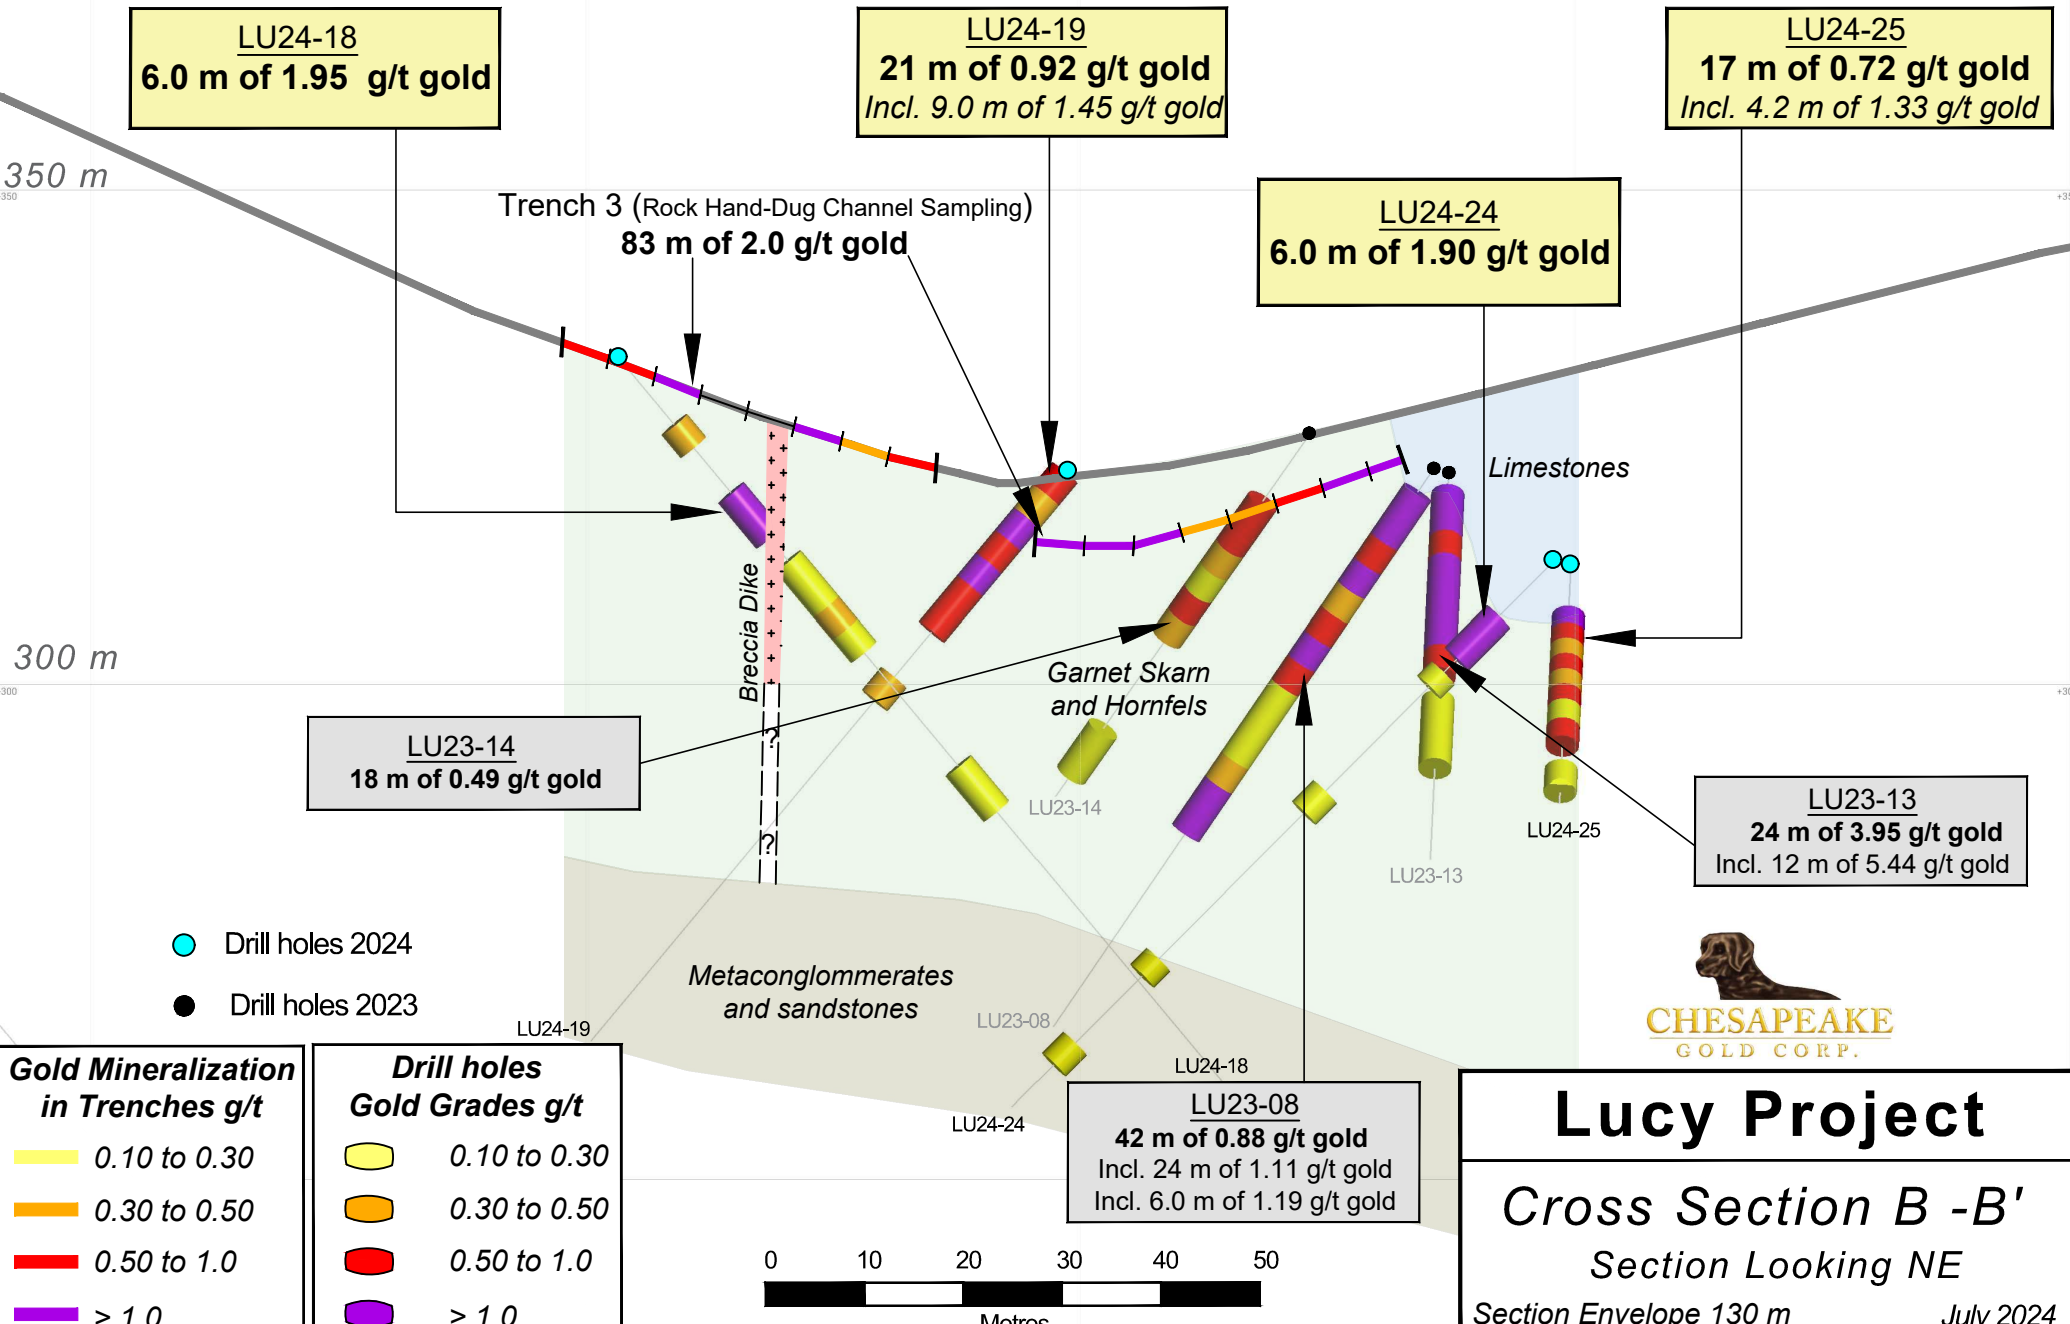 LU24-18
6.0 m of 1.95 g/t gold
LU24-19
21 m of 0.92 g/t gold
Incl. 9.0 m of 1.45 g/t gold
LU24-25
17 m of 0.72 g/t gold
Incl. 4.2 m of 1.33 g/t gold
350 m
+350
Trench 3 (Rock Hand-Dug Channel Sampling)
83 m of 2.0 g/t gold
LU24-24
6.0 m of 1.90 g/t gold
Limestones
Breccia Dike
300 m
+300
Garnet Skarn
and Hornfels
?
?
LU23-14
18 m of 0.49 g/t gold
LU23-14
LU24-25
LU23-13
LU23-13
24 m of 3.95 g/t gold
Incl. 12 m of 5.44 g/t gold
Drill holes 2024
Drill holes 2023
Metaconglommerates
and sandstones
LU24-19
LU23-08
LU24-18
LU24-24
CHESAPEAKE
GOLD CORP.
Gold Mineralization
in Trenches g/t
0.10 to 0.30
0.30 to 0.50
0.50 to 1.0
> 1.0
Drill holes
Gold Grades g/t
0.10 to 0.30
0.30 to 0.50
0.50 to 1.0
> 1.0
LU23-08
42 m of 0.88 g/t gold
Incl. 24 m of 1.11 g/t gold
Incl. 6.0 m of 1.19 g/t gold
0 10 20 30 40 50
Metres
Lucy Project
Cross Section B -B'
Section Looking NE
Section Envelope 130 m
July 2024